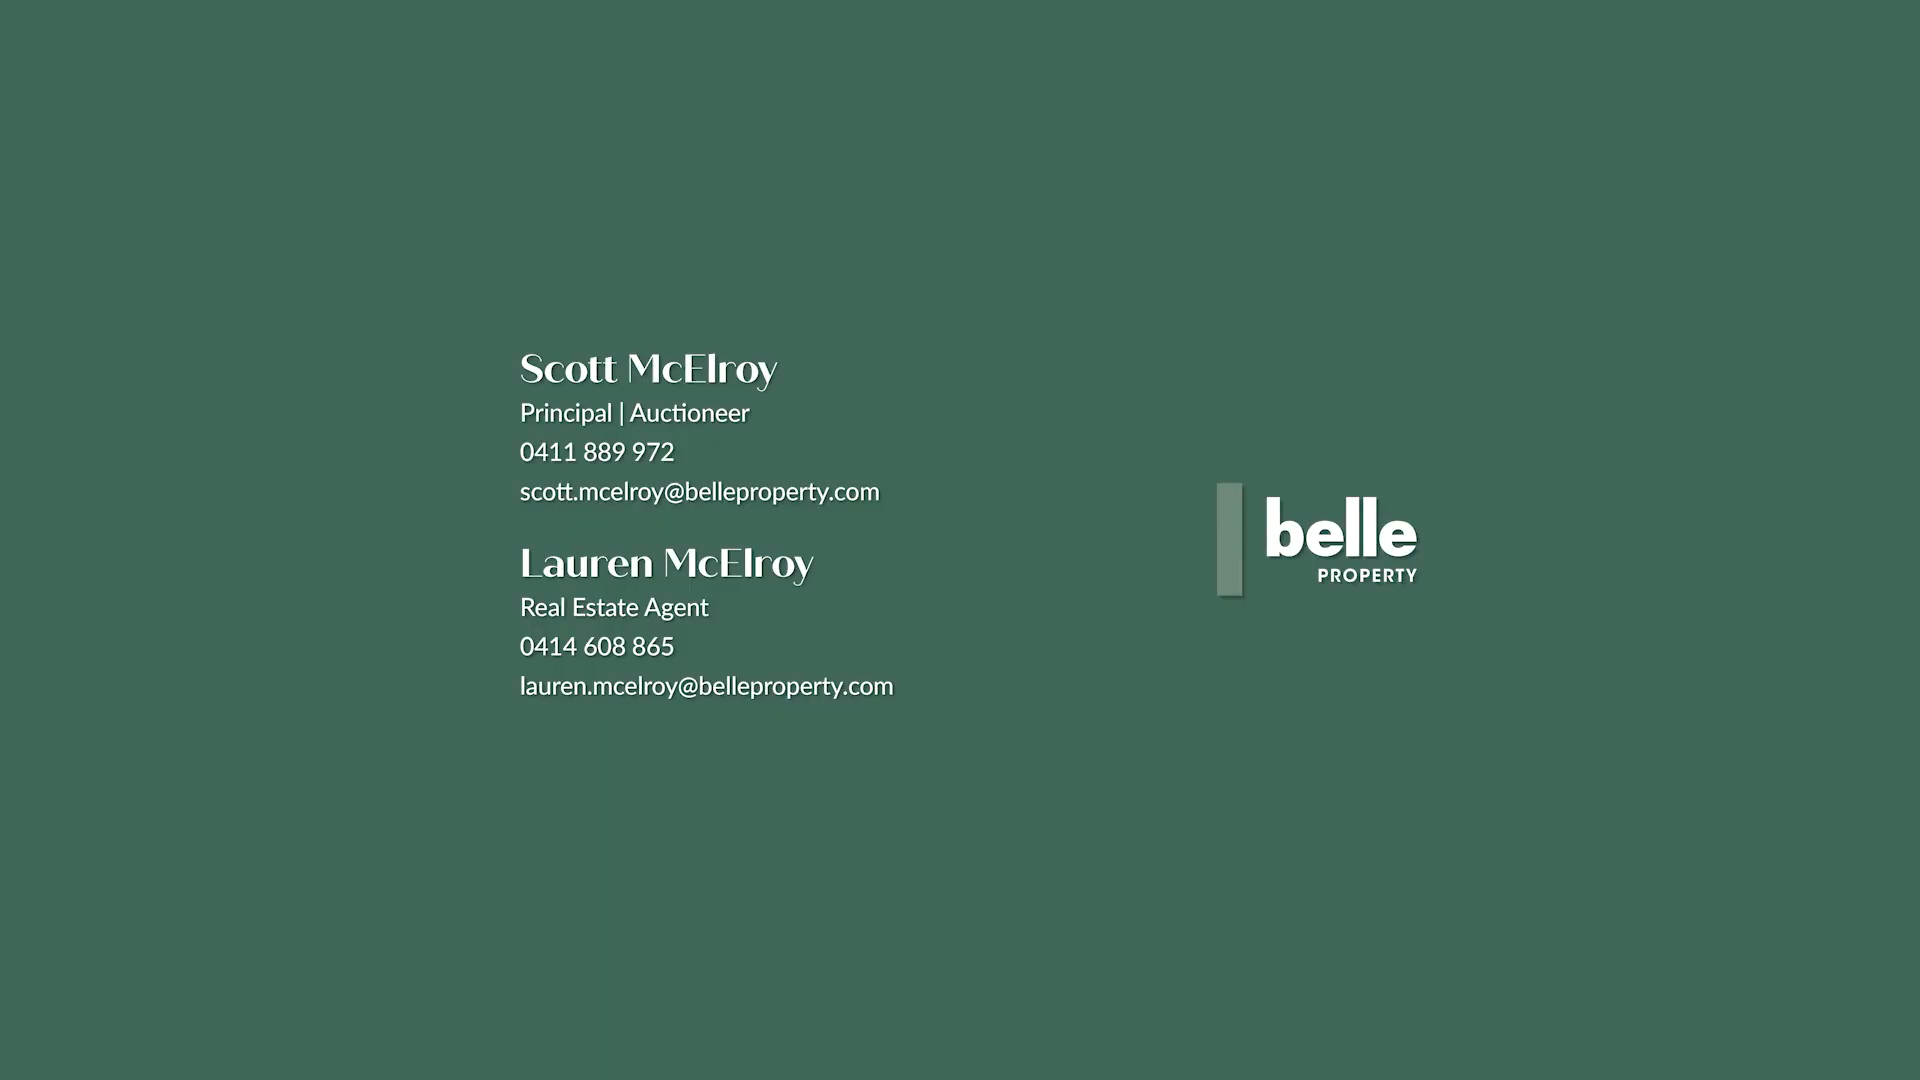 Scott McElroy
Principal | Auctioneer
0411 889 972
scott.mcelroy@belleproperty.com
Lauren McElroy
Real Estate Agent
0414 608 865
lauren.mcelroy@belleproperty.com
belle
PROPERTY